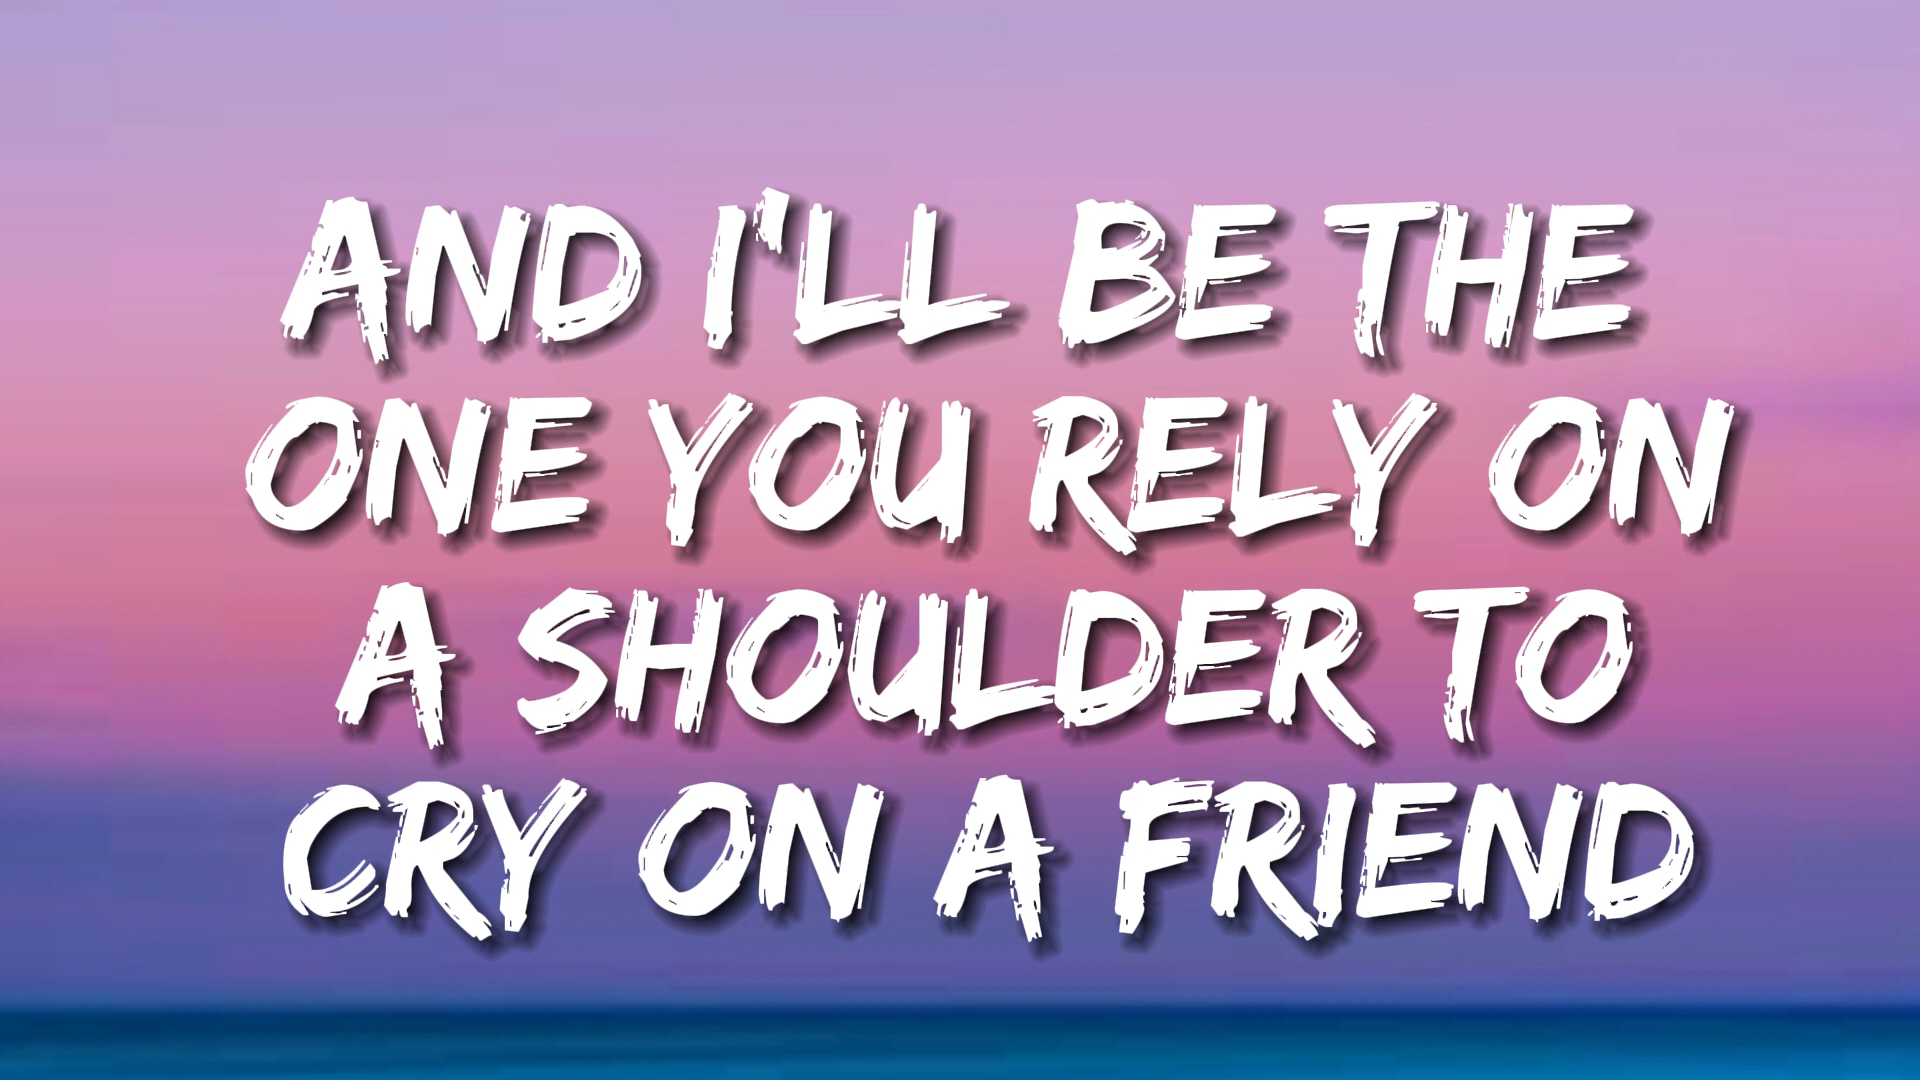 AND I'LL BE THE
ONE YOU RELY ON
A SHOULDER TO
CRY ON A FRIEND